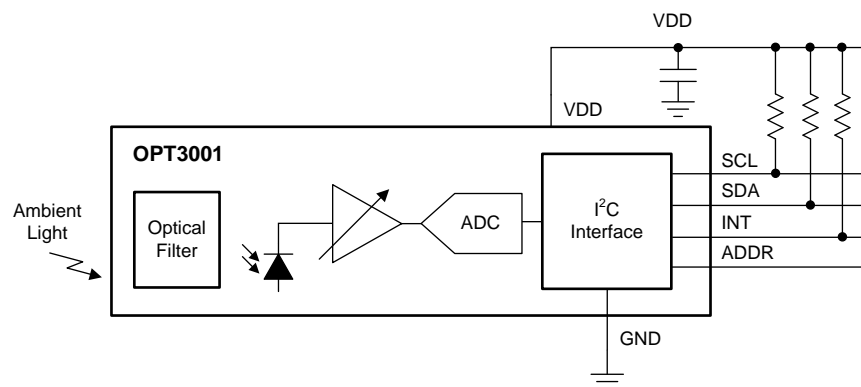 VDD
VDD
OPT3001
Ambient
Light
Optical
Filter
ADC
I²C
Interface
SCL
SDA
INT
ADDR
GND